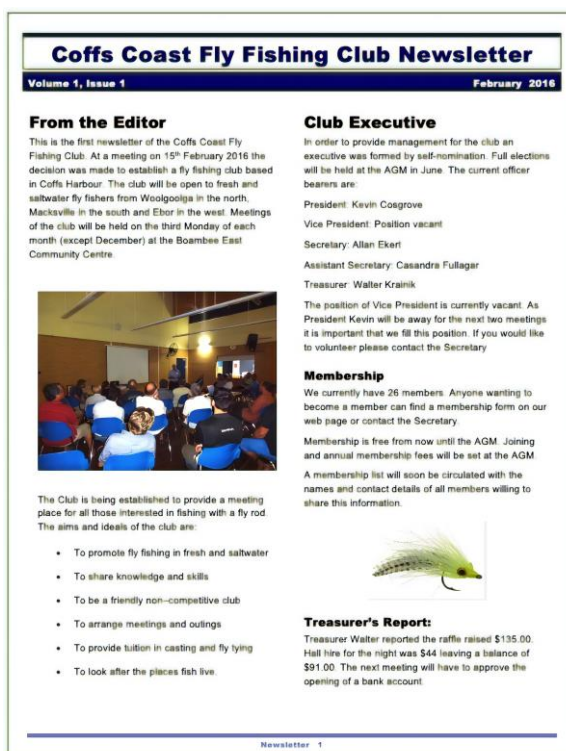 Coffs Coast Fly Fishing Club Newsletter
Volume 1, Issue 1 February 2016
From the Editor
This is the first newsletter of the Coffs Coast Fly
Fishing Club. At a meeting on 15th February 2016 the
decision was made to establish a fly fishing club based
in Coffs Harbour. The club will be open to fresh and
saltwater fly fishers from Woolgoolga in the north,
Macksville in the south and Ebor in the west. Meetings
of the club will be held on the third Monday of each
month (except December) at the Boambee East
Community Centre.
The Club is being established to provide a meeting
place for all those interested in fishing with a fly rod.
The aims and ideals of the club are:
• To promote fly fishing in fresh and saltwater
• To share knowledge and skills
• To be a friendly non–competitive club
• To arrange meetings and outings
• To provide tuition in casting and fly tying
• To look after the places fish live.
Club Executive
In order to provide management for the club an
executive was formed by self-nomination. Full elections
will be held at the AGM in June. The current officer
bearers are:
President: Kevin Cosgrove
Vice President: Position vacant
Secretary: Allan Ekert
Assistant Secretary: Casandra Fullagar
Treasurer: Walter Krainik
The position of Vice President is currently vacant. As
President Kevin will be away for the next two meetings
it is important that we fill this position. If you would like
to volunteer please contact the Secretary
Membership
We currently have 26 members. Anyone wanting to
become a member can find a membership form on our
web page or contact the Secretary.
Membership is free from now until the AGM. Joining
and annual membership fees will be set at the AGM
A membership list will soon be circulated with the
names and contact details of all members willing to
share this information.
Treasurer's Report:
Treasurer Walter reported the raffle raised $135.00.
Hall hire for the night was $44 leaving a balance of
$91.00. The next meeting will have to approve the
opening of a bank account.
Newsletter 1